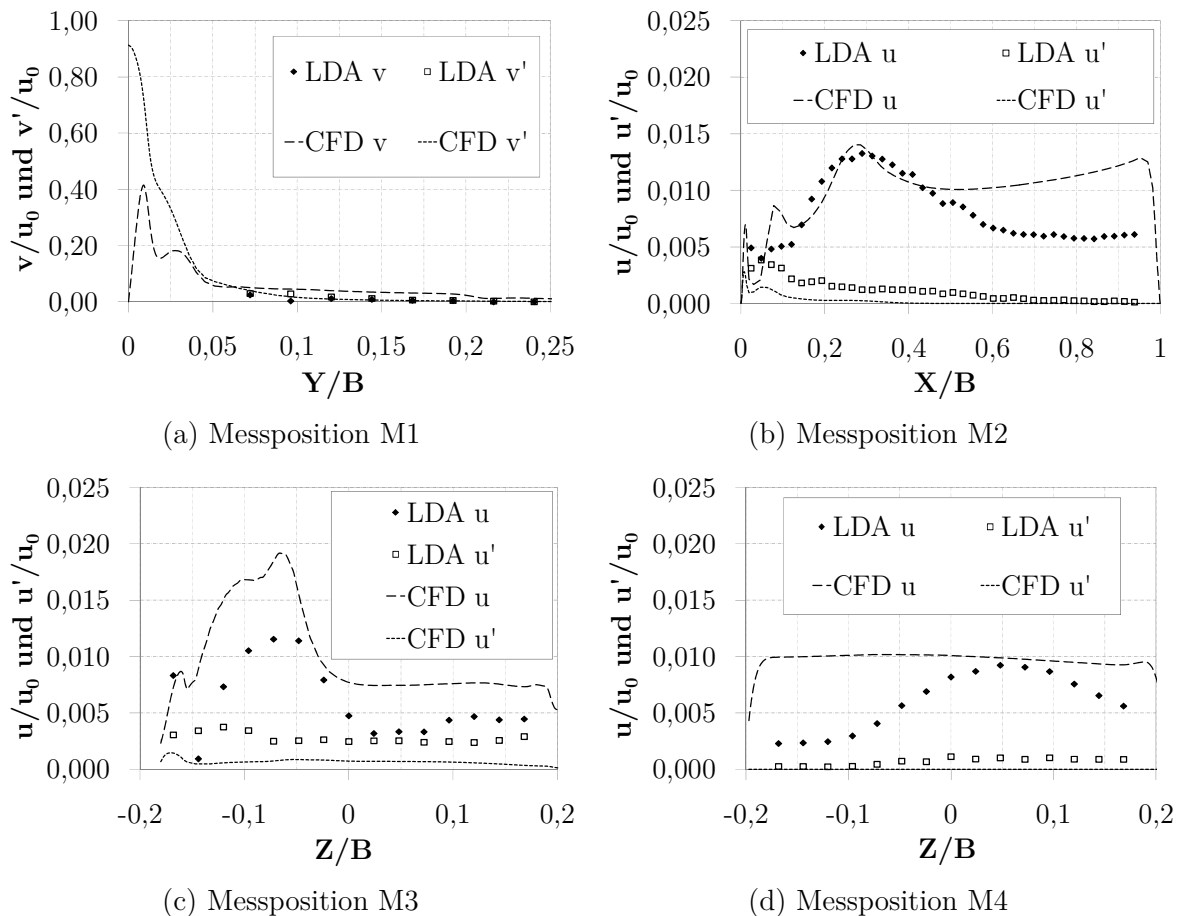 v/u0 und v'/u0
1,00
0,80
0,60
0,40
0,20
0,00
LDA v
LDA v'
CFD v
CFD v'
0
0,05
0,1
0,15
0,2
0,25
Y/B
(a) Messposition M1
u/u0 und u'/u0
0,025
0,020
0,015
0,010
0,005
0,000
LDA u
LDA u'
CFD u
CFD u'
0
0,2
0,4
0,6
0,8
1
X/B
(b) Messposition M2
u/u0 und u'/u0
0,025
0,020
0,015
0,010
0,005
0,000
LDA u
LDA u'
CFD u
CFD u'
-0,2
-0,1
0
0,1
0,2
Z/B
(c) Messposition M3
u/u0 und u'/u0
0,025
0,020
0,015
0,010
0,005
0,000
LDA u
LDA u'
CFD u
CFD u'
-0,2
-0,1
0
0,1
0,2
Z/B
(d) Messposition M4